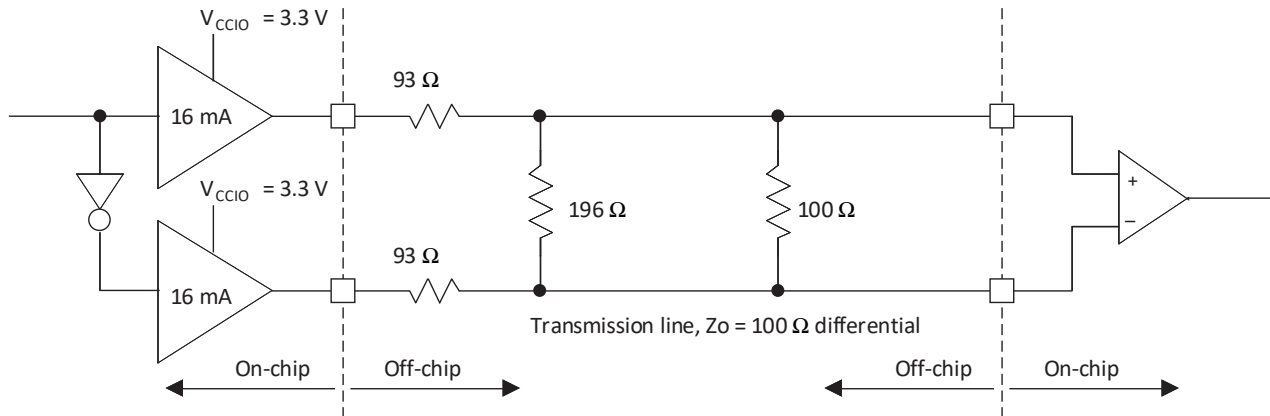 V_CCIO = 3.3 V
93 Ω
16 mA
V_CCIO = 3.3 V
196 Ω
100 Ω
+
−
93 Ω
16 mA
Transmission line, Zo = 100 Ω differential
On-chip
Off-chip
Off-chip
On-chip